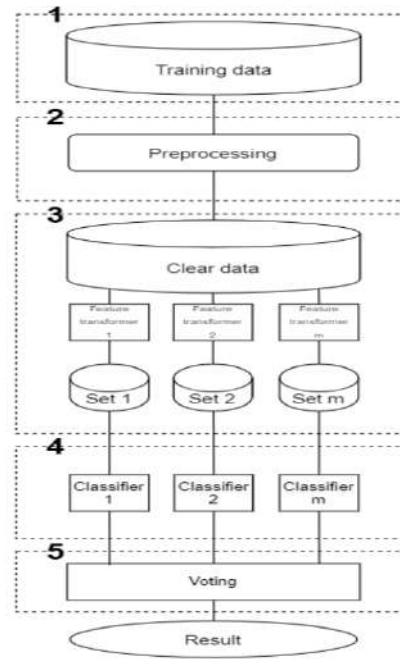 1
Training data
2
Preprocessing
3
Clear data
Feature Feature Feature
transformer transformer transformer
1 2 m
Set 1 Set 2 Set m
4
Classifier Classifier Classifier
1 2 m
5
Voting
Result